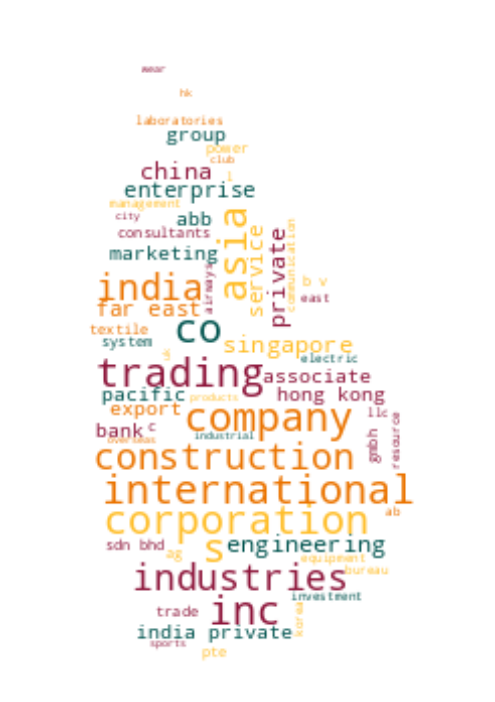 wear
hk
laboratories
group
power
club
china
l
enterprise
management
city
abb
consultants
asia
service
private
communication
marketing
airways
india
b v
east
far east
co
textile
system
singapore
electric
trading
associate
pacific
products
hong kong
export
company
llc
bank
c
industrial
overseas
gmbh
resource
construction
international
corporation
ab
s
engineering
sdn bhd
ag
equipment
bureau
industries
investment
trade
inc
korea
india private
sports
pte